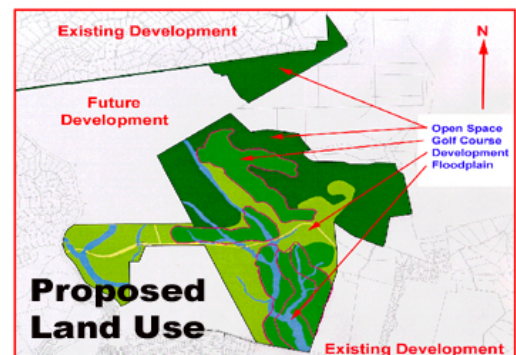 Existing Development
N
Future
Development
Open Space
Golf Course
Development
Floodplain
Proposed
Land Use
Existing Development